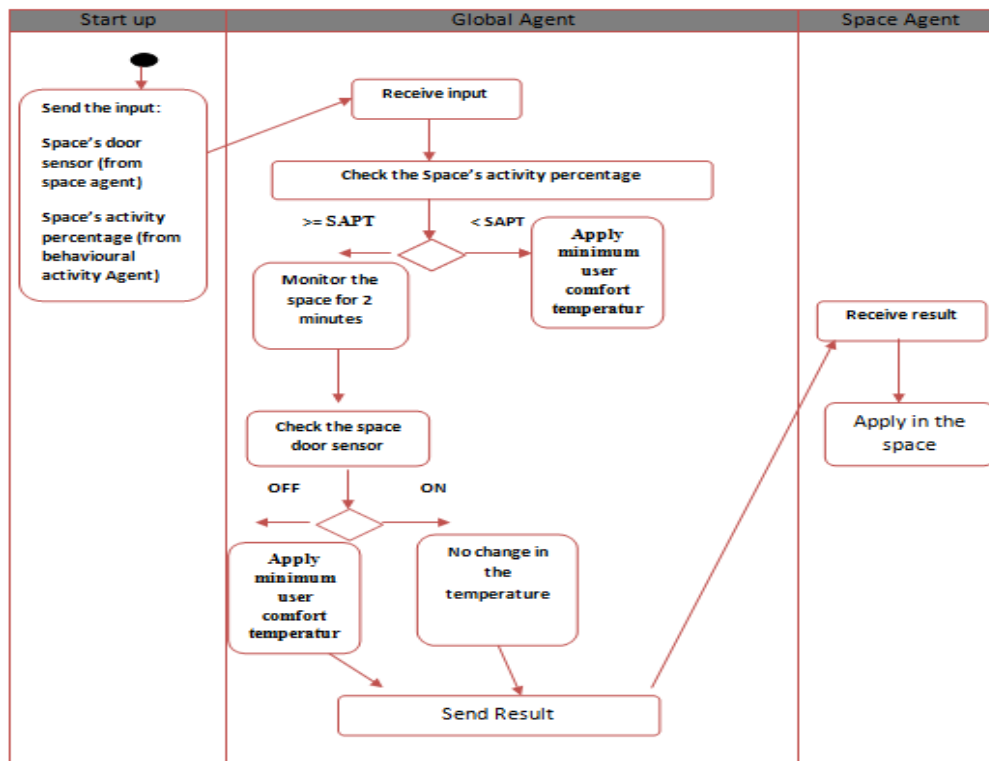 Start up
Global Agent
Space Agent
Send the input:
Space's door
sensor (from
space agent)
Space's activity
percentage (from
behavioural
activity Agent)
Receive input
Check the Space's activity percentage
>= SAPT
< SAPT
Apply
minimum
user
comfort
temperatur
Monitor the
space for 2
minutes
Check the space
door sensor
OFF
ON
Apply
minimum
user
comfort
temperatur
No change in
the
temperature
Send Result
Receive result
Apply in the
space